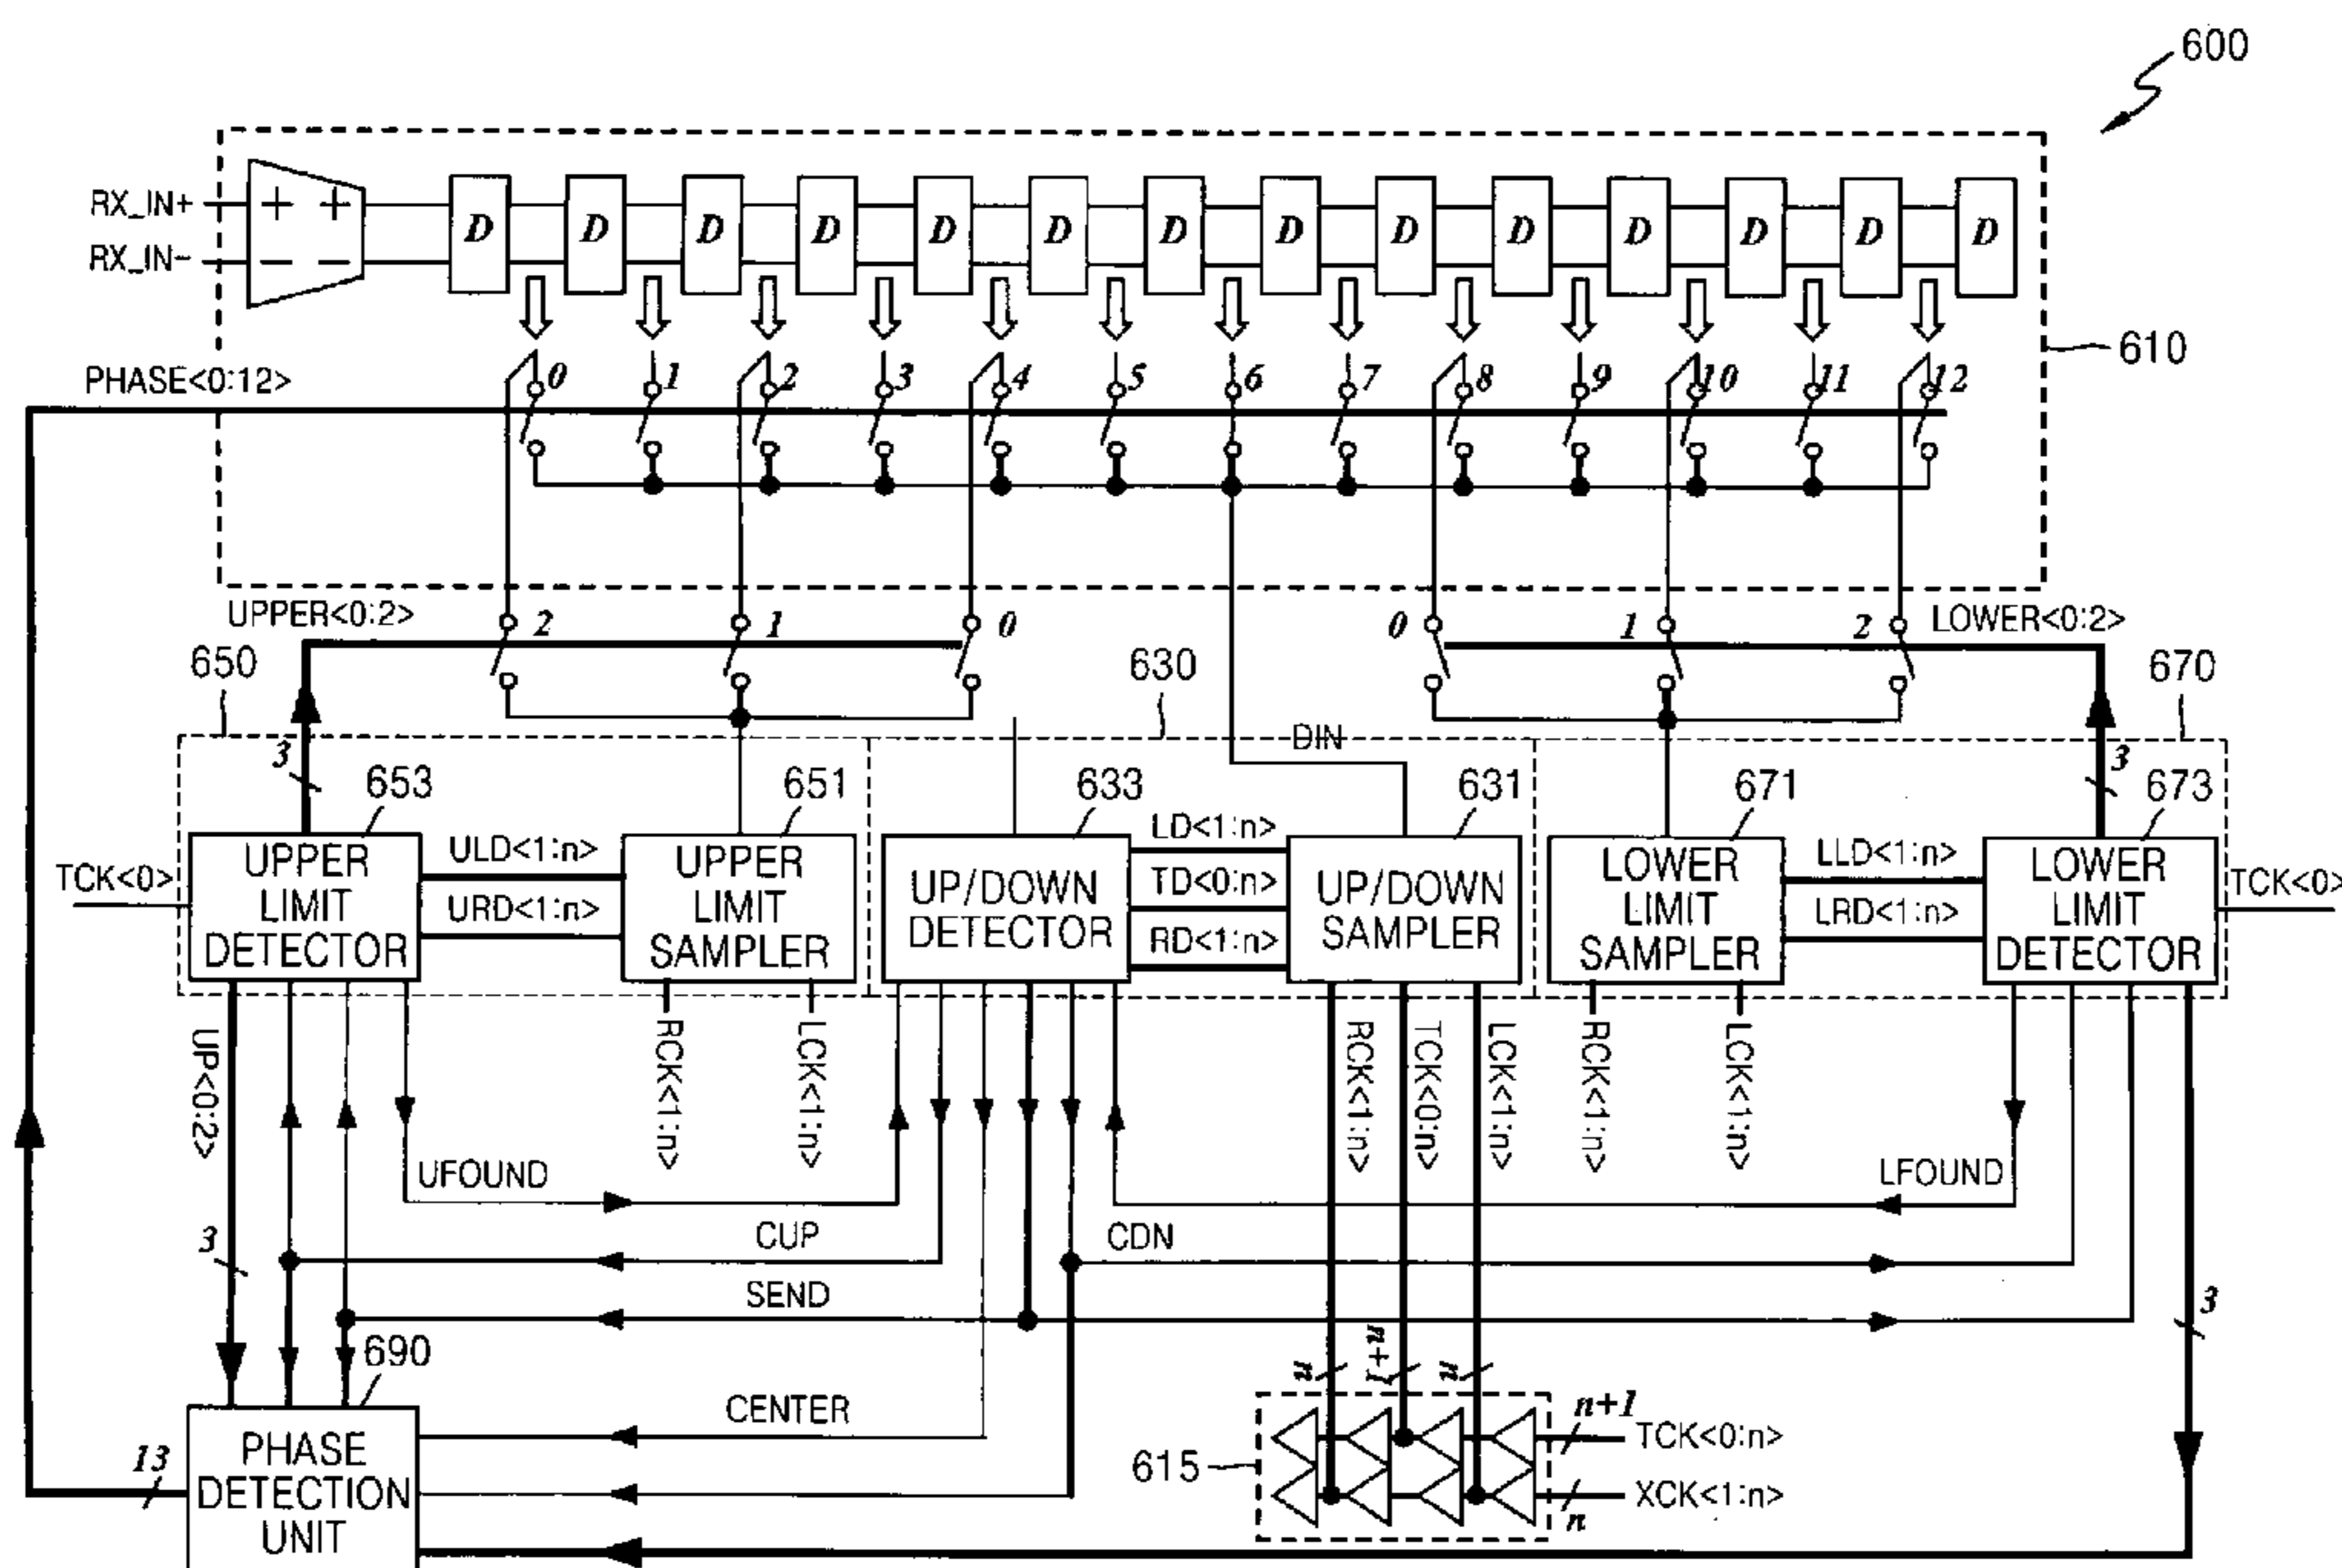 600
RX_IN+
RX_IN-
+ +
- -
D D D D D D D D D D D D D D
610
PHASE<0:12>
0 1 2 3 4 5 6 7 8 9 10 11 12
UPPER<0:2>
2 1 0
0 1 2
LOWER<0:2>
650
630
670
DIN
3
3
653
651
633
631
671
673
TCK<0>
UPPER
LIMIT
DETECTOR
ULD<1:n>
URD<1:n>
UPPER
LIMIT
SAMPLER
UP/DOWN
DETECTOR
LD<1:n>
TD<0:n>
RD<1:n>
UP/DOWN
SAMPLER
LOWER
LIMIT
SAMPLER
LLD<1:n>
LRD<1:n>
LOWER
LIMIT
DETECTOR
TCK<0>
UP<0:2>
RCK<1:n>
LCK<1:n>
RCK<1:n>
TCK<0:n>
LCK<1:n>
RCK<1:n>
LCK<1:n>
UFOUND
LFOUND
3
CUP
CDN
SEND
3
690
n
n+1
n
CENTER
n+1
TCK<0:n>
13
PHASE
DETECTION
UNIT
615
XCK<1:n>
n